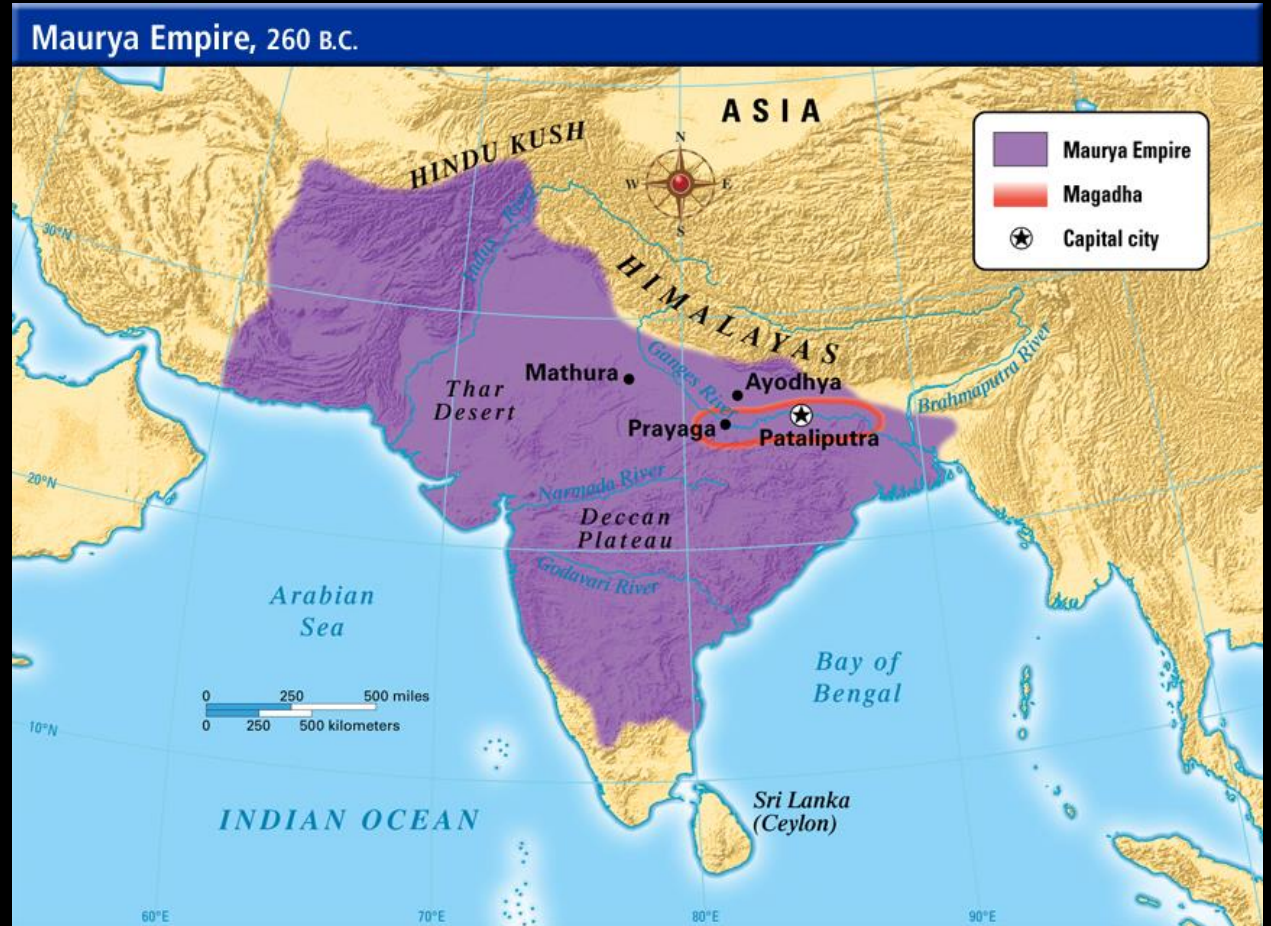 Maurya Empire, 260 B.C.
ASIA
HINDU KUSH
N
W E
S
Maurya Empire
Magadha
Capital city
30°N
Indus River
HIMALAYAS
Mathura
Ganges River
Ayodhya
Thar
Desert
Brahmaputra River
Prayaga
Pataliputra
20°N
Narmada River
Deccan
Plateau
Godavari River
Arabian
Sea
Bay of
Bengal
0 250 500 miles
0 250 500 kilometers
10°N
Sri Lanka
(Ceylon)
INDIAN OCEAN
60°E 70°E 80°E 90°E